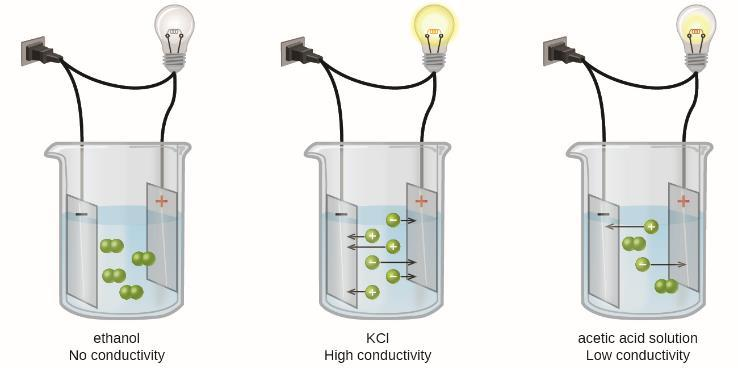 ethanol
No conductivity
KCl
High conductivity
acetic acid solution
Low conductivity